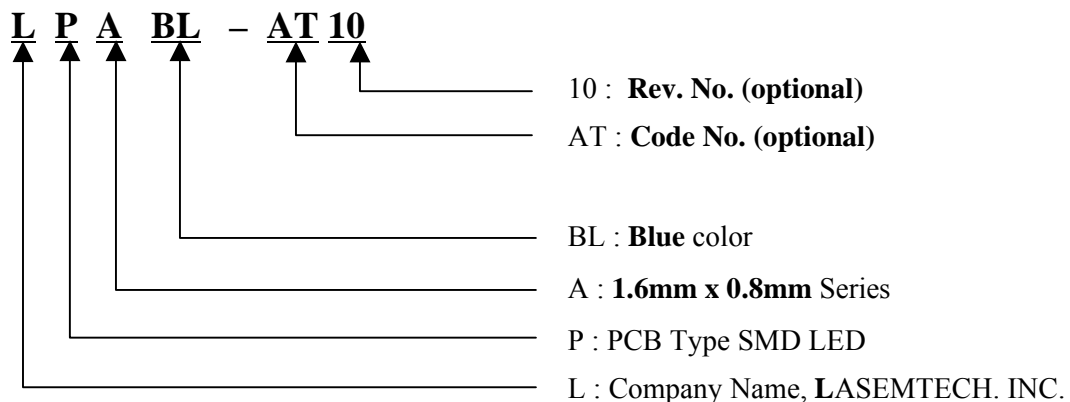 L P A BL – AT 10
10 : Rev. No. (optional)
AT : Code No. (optional)
BL : Blue color
A : 1.6mm x 0.8mm Series
P : PCB Type SMD LED
L : Company Name, LASEMTECH. INC.